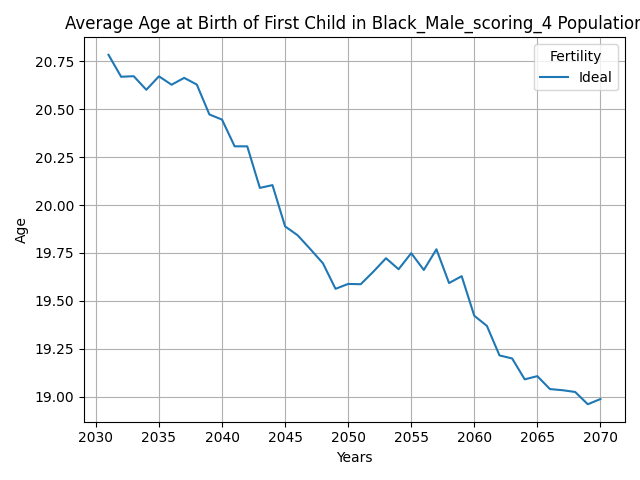 Average Age at Birth of First Child in Black_Male_scoring_4 Population
Fertility
Ideal
Age
20.75
20.50
20.25
20.00
19.75
19.50
19.25
19.00
2030 2035 2040 2045 2050 2055 2060 2065 2070
Years